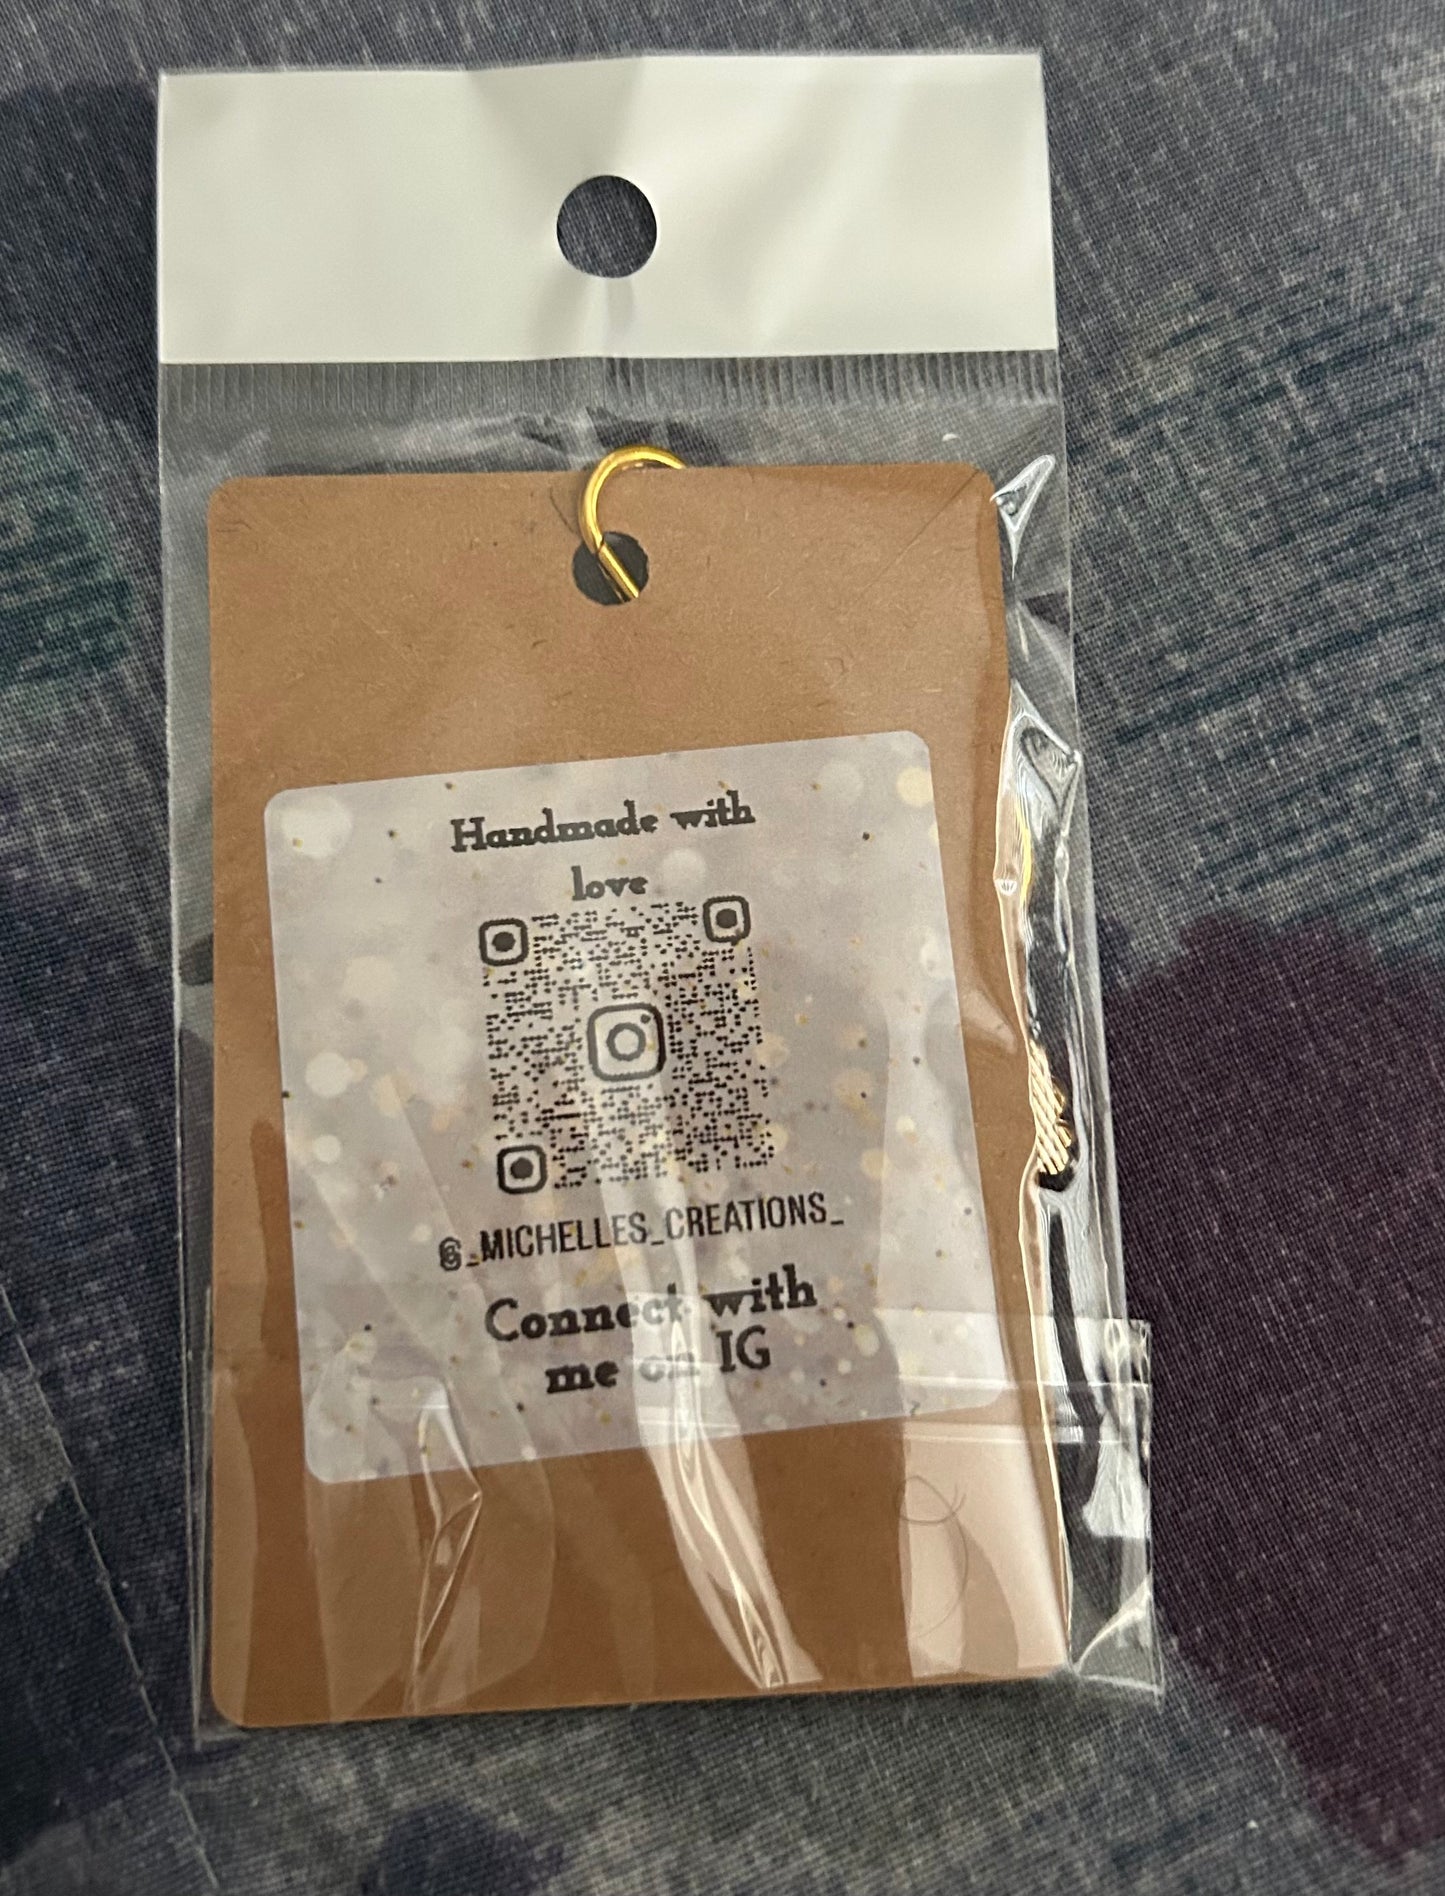 Handmade with
love
@_MICHELLES_CREATIONS_
Connect with
me on IG